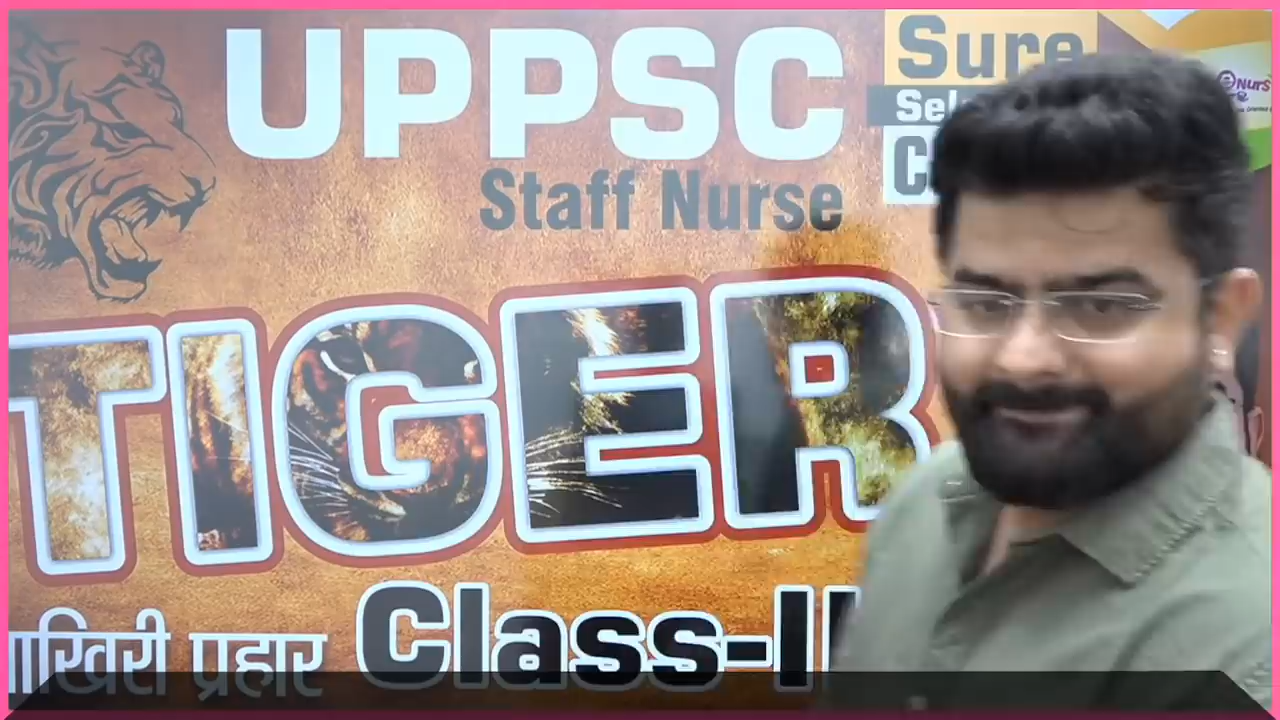 UPPSC
Staff Nurse
Sure
TIGER
प्रहार Class-